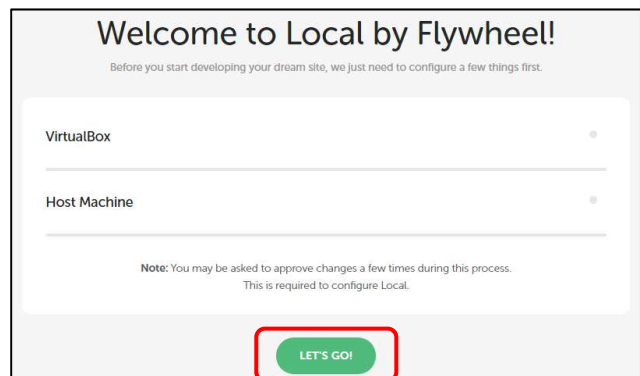 Welcome to Local by Flywheel!
Before you start developing your dream site, we just need to configure a few things first.
VirtualBox
Host Machine
Note: You may be asked to approve changes a few times during this process.
This is required to configure Local.
LET'S GO!